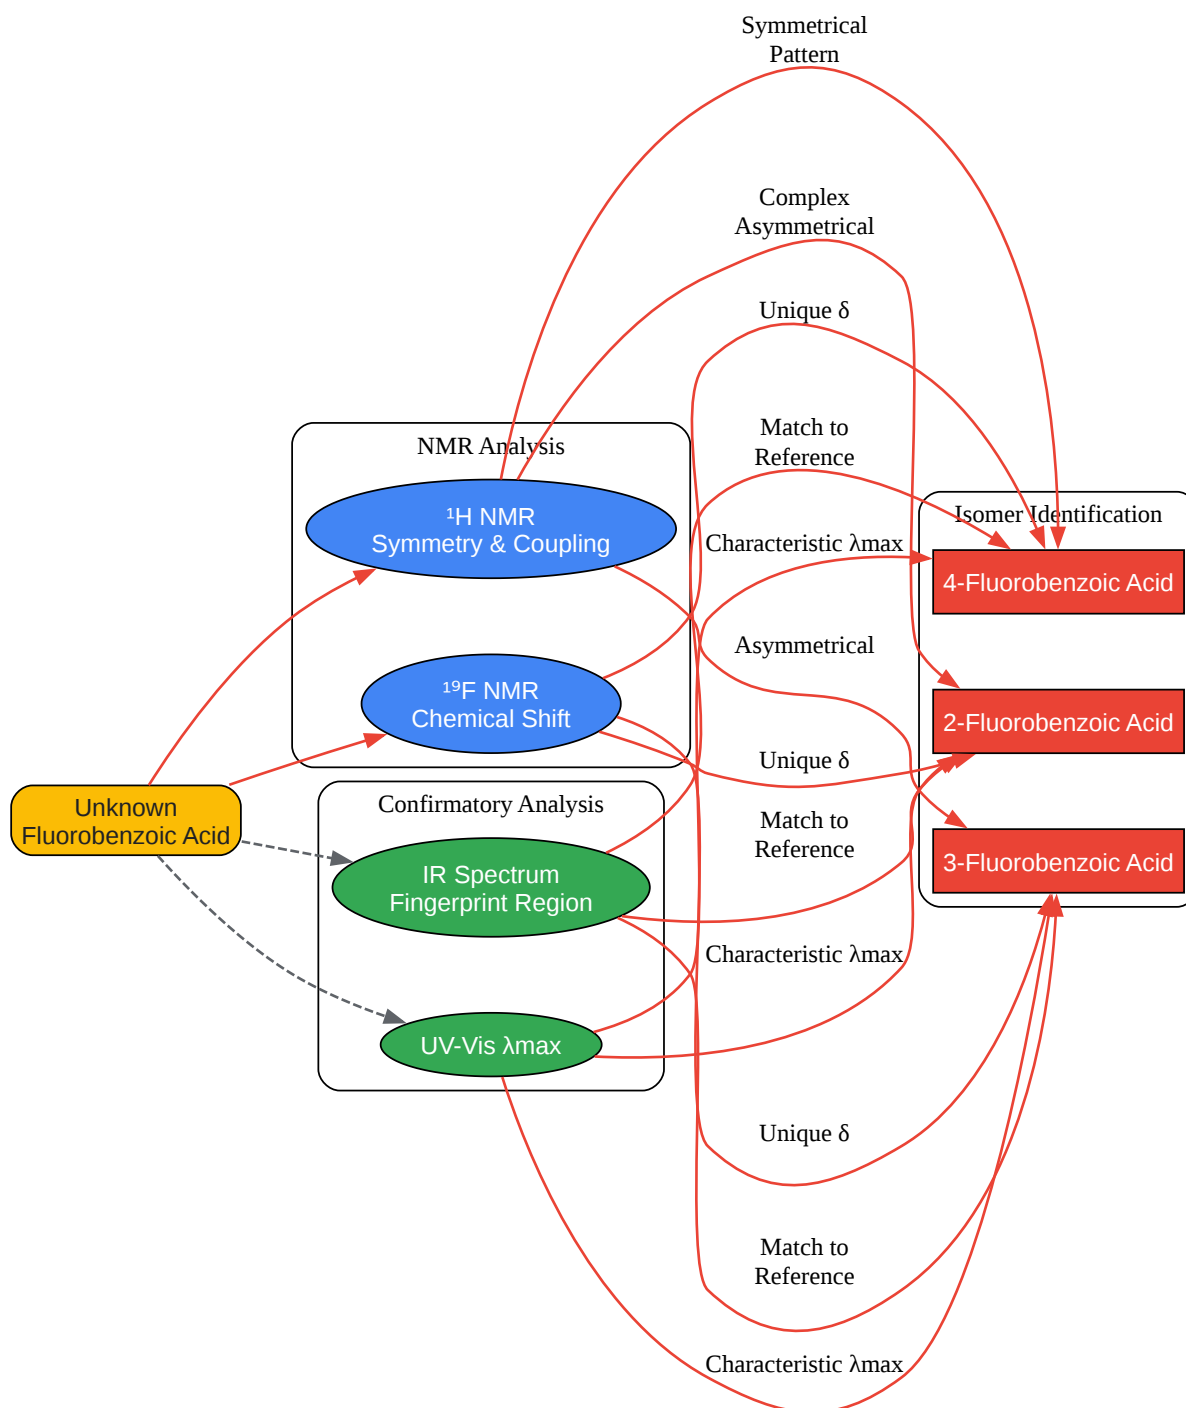 Symmetrical
Pattern
Complex
Asymmetrical
Unique δ
Match to
Reference
Characteristic λmax
Asymmetrical
Unique δ
Match to
Reference
Characteristic λmax
Unique δ
Match to
Reference
Characteristic λmax
NMR Analysis
¹H NMR
Symmetry & Coupling
¹⁹F NMR
Chemical Shift
Unknown
Fluorobenzoic Acid
Confirmatory Analysis
IR Spectrum
Fingerprint Region
UV-Vis λmax
Isomer Identification
4-Fluorobenzoic Acid
2-Fluorobenzoic Acid
3-Fluorobenzoic Acid